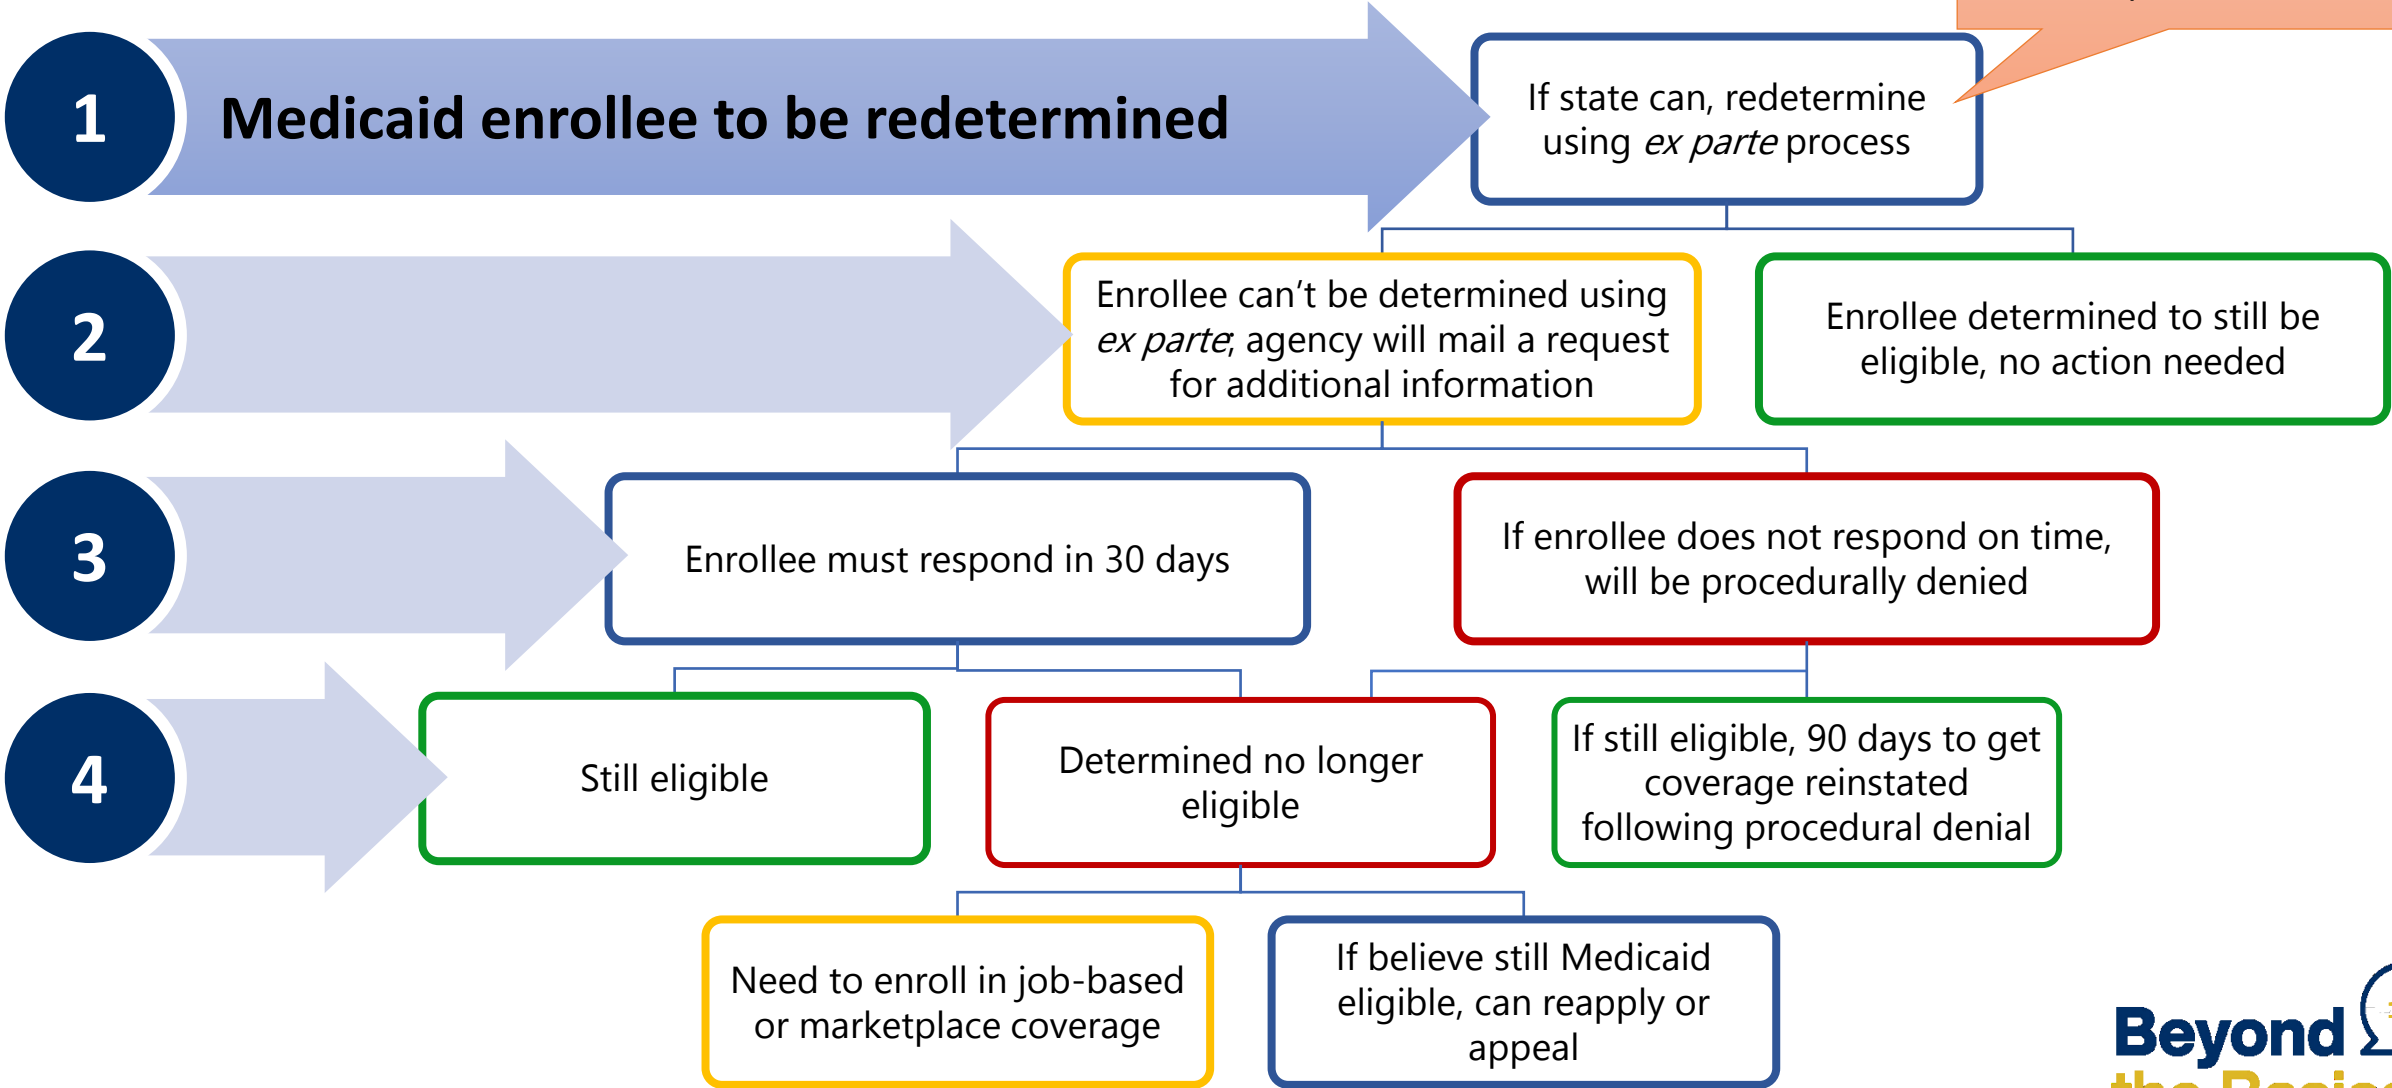 1
Medicaid enrollee to be redetermined
If state can, redetermine
using ex parte process
2
Enrollee can’t be determined using
ex parte; agency will mail a request
for additional information
Enrollee determined to still be
eligible, no action needed
3
Enrollee must respond in 30 days
If enrollee does not respond on time,
will be procedurally denied
4
Still eligible
Determined no longer
eligible
If still eligible, 90 days to get
coverage reinstated
following procedural denial
Need to enroll in job-based
or marketplace coverage
If believe still Medicaid
eligible, can reapply or
appeal
Beyond
the Basics